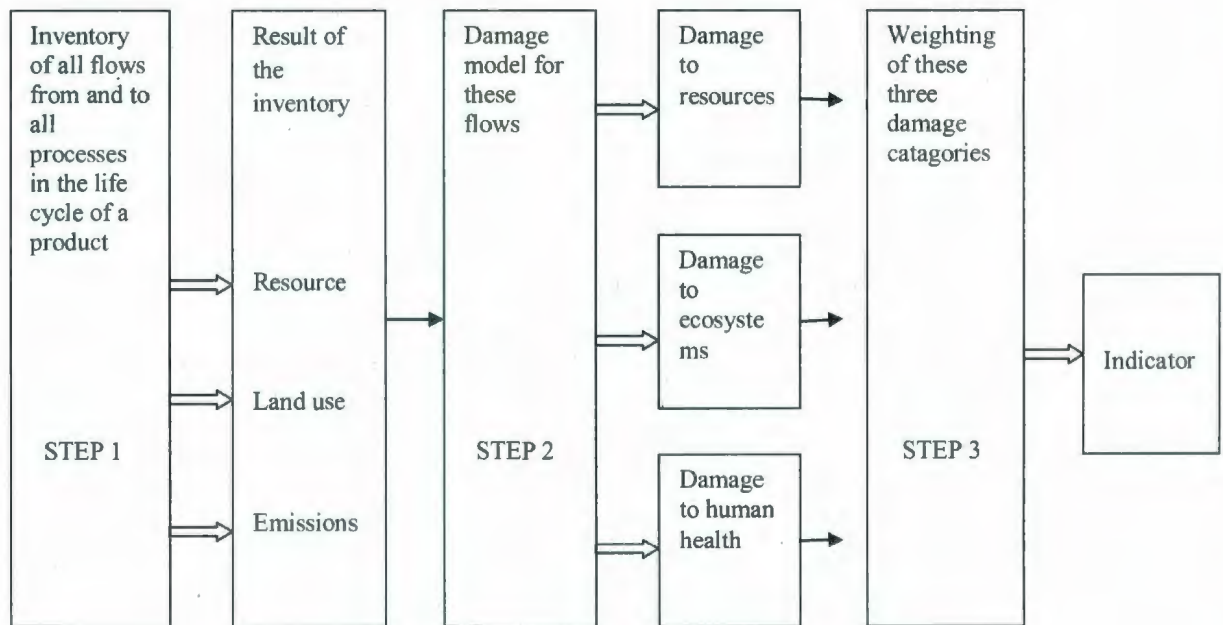 Inventory
of all flows
from and to
all
processes
in the life
cycle of a
product
STEP 1
Result of
the
inventory
Resource
Land use
Emissions
Damage
model for
these
flows
STEP 2
Damage
to
resources
Damage
to
ecosyste
ms
Damage
to human
health
Weighting
of these
three
damage
catagories
STEP 3
Indicator